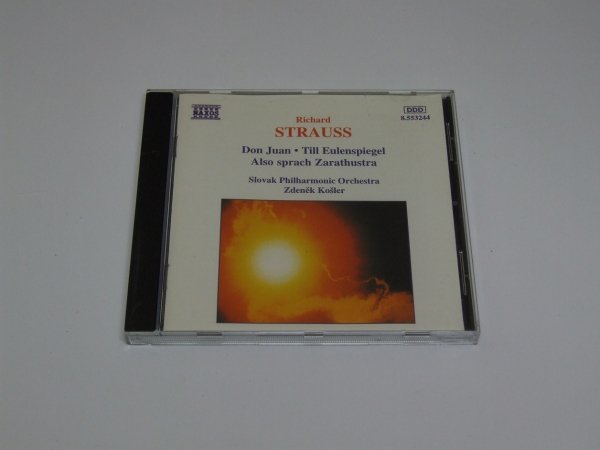 NAXOS
DDD
8.553244
Richard
STRAUSS
Don Juan • Till Eulenspiegel
Also sprach Zarathustra
Slovak Philharmonic Orchestra
Zdeněk Košler